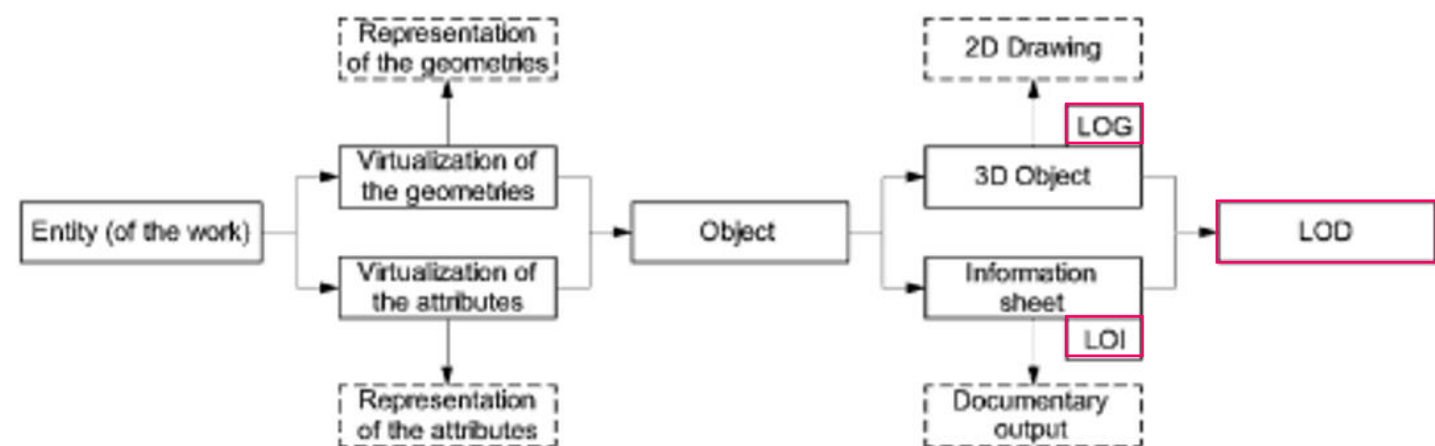 Representation
of the geometries
2D Drawing
LOG
Virtualization of
the geometries
3D Object
Entity (of the work)
Object
LOD
Virtualization of
the attributes
Information
sheet
LOI
Representation
of the attributes
Documentary
output